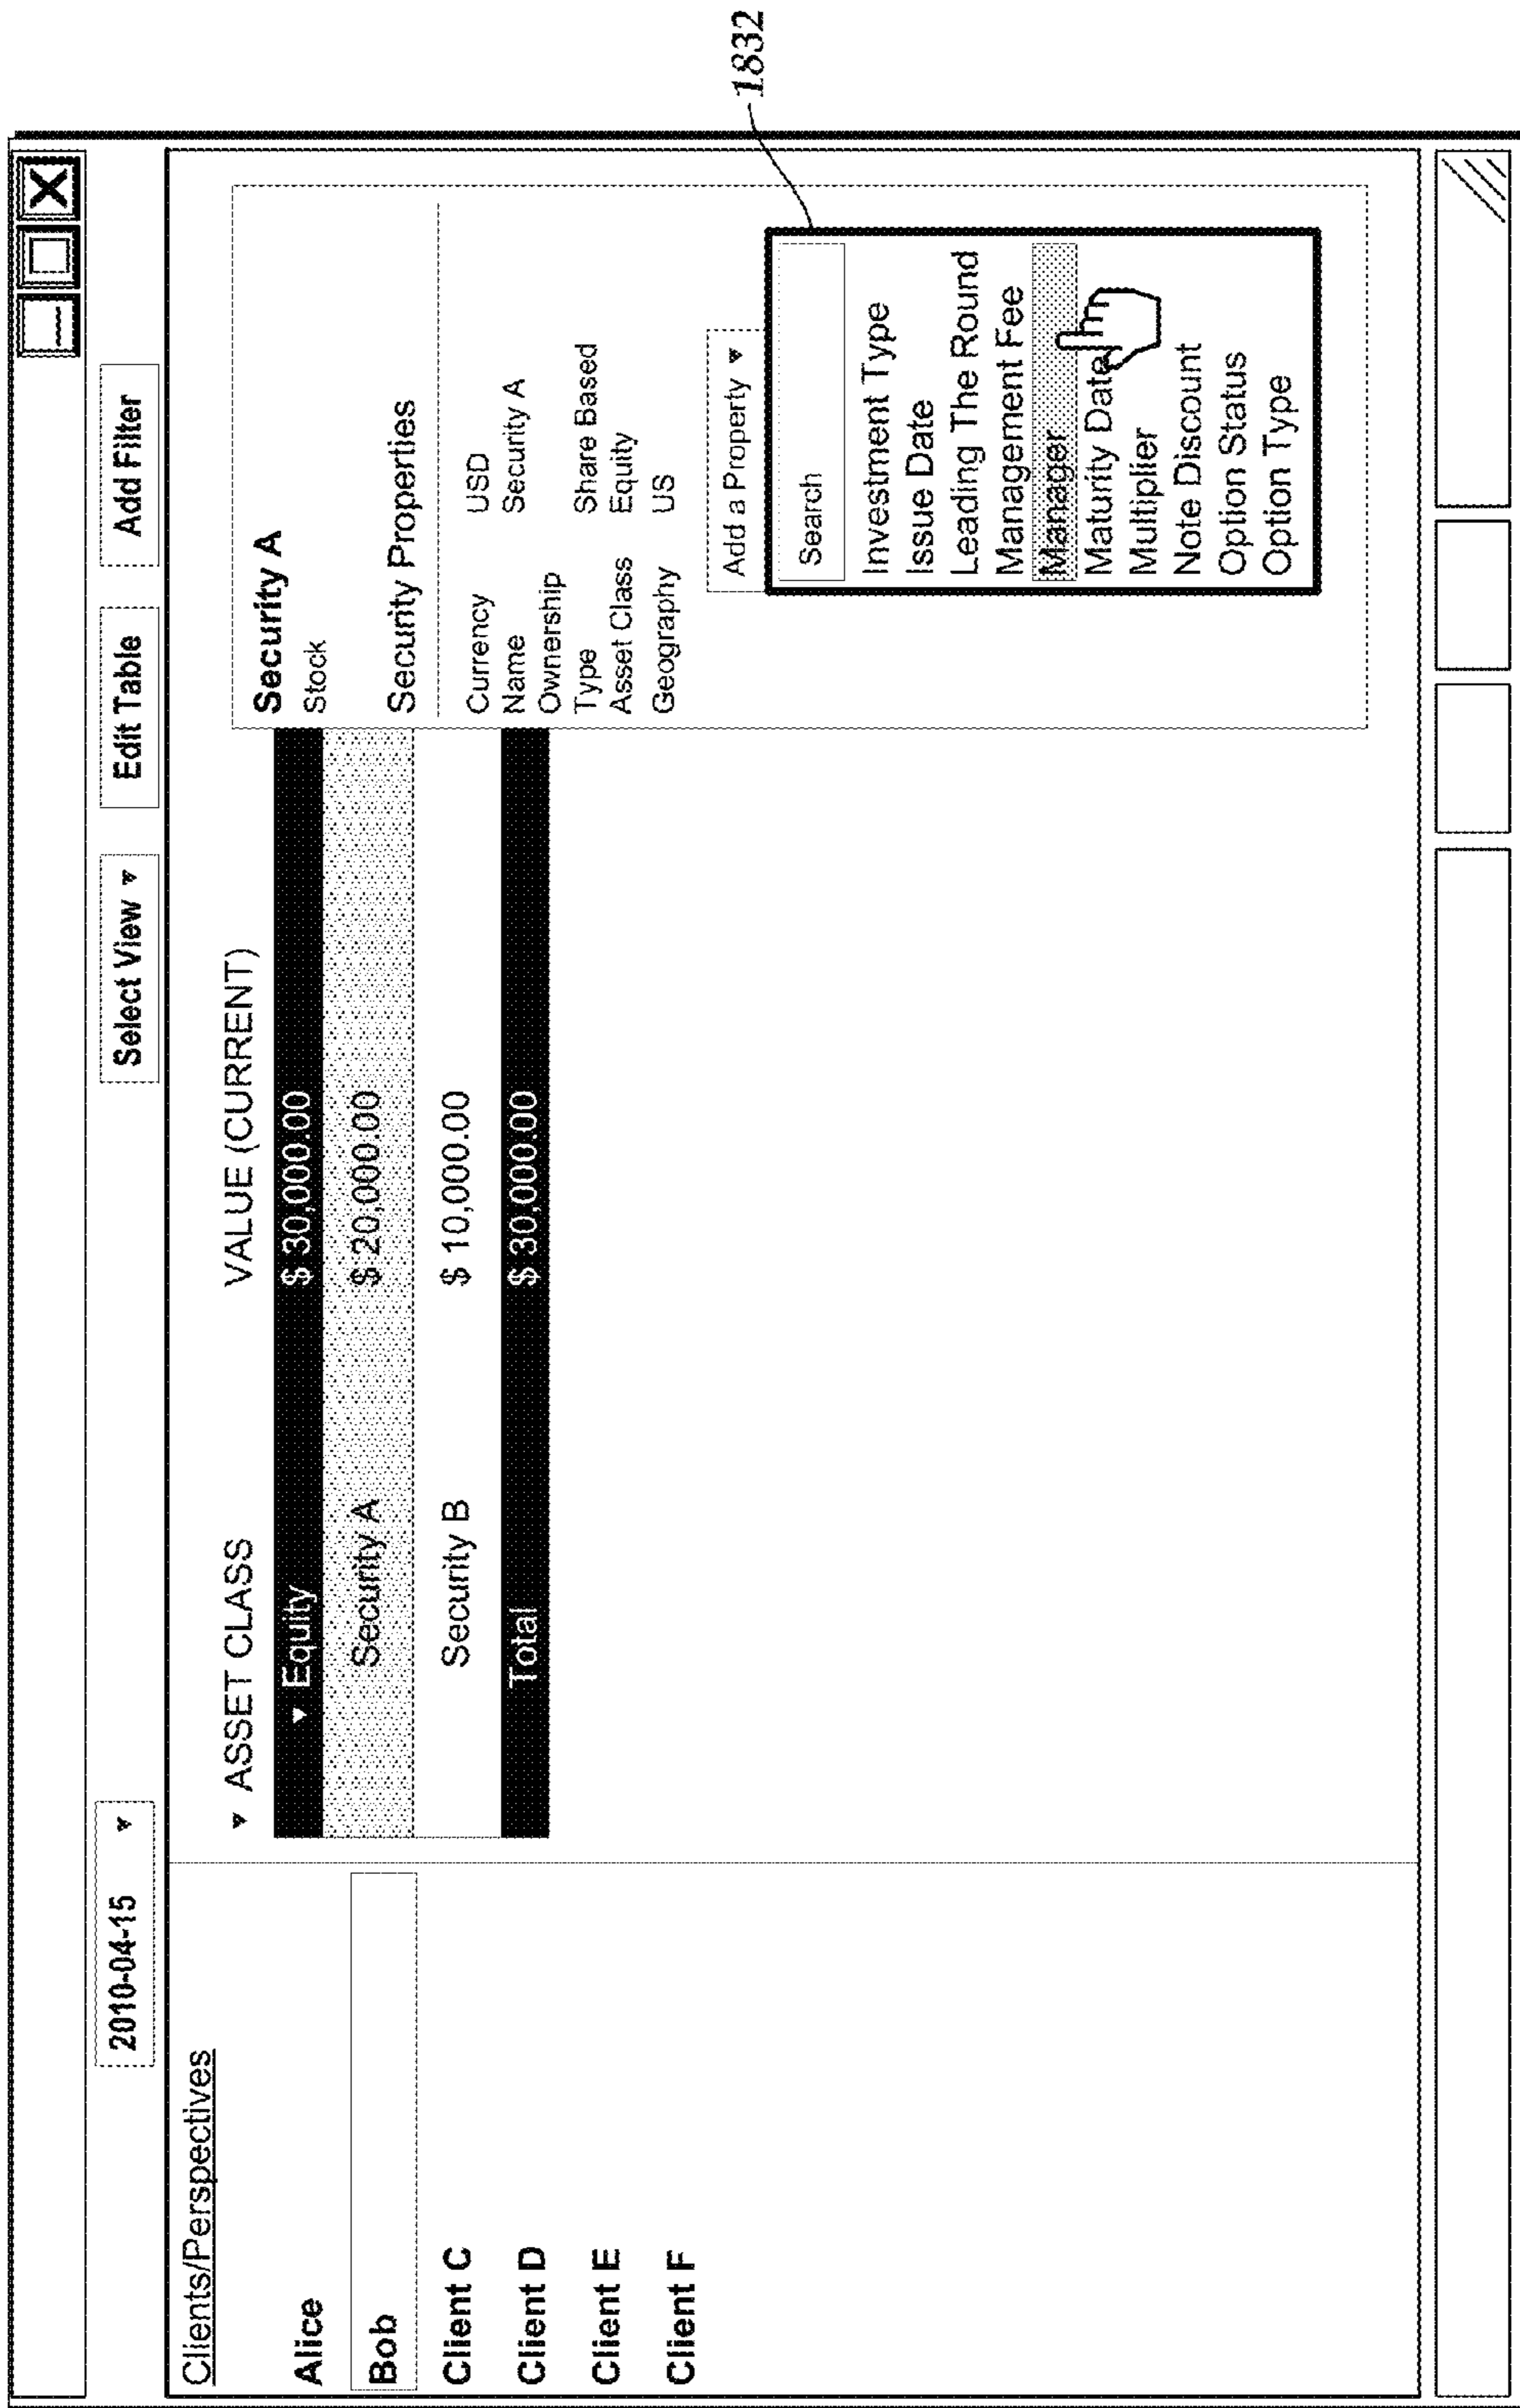 2010-04-15 ▼
Select View ▼
Edit Table
Add Filter
Clients/Perspectives
Alice
Bob
Client C
Client D
Client E
Client F
▼ ASSET CLASS VALUE (CURRENT)
▼ Equity $ 30,000.00
Security A $ 20,000.00
Security B $ 10,000.00
Total $ 30,000.00
Security A
Stock
Security Properties
Currency USD
Name Security A
Ownership
Type Share Based
Asset Class Equity
Geography US
Add a Property ▼
Search
Investment Type
Issue Date
Leading The Round
Management Fee
Manager
Maturity Date
Multiplier
Note Discount
Option Status
Option Type
1832